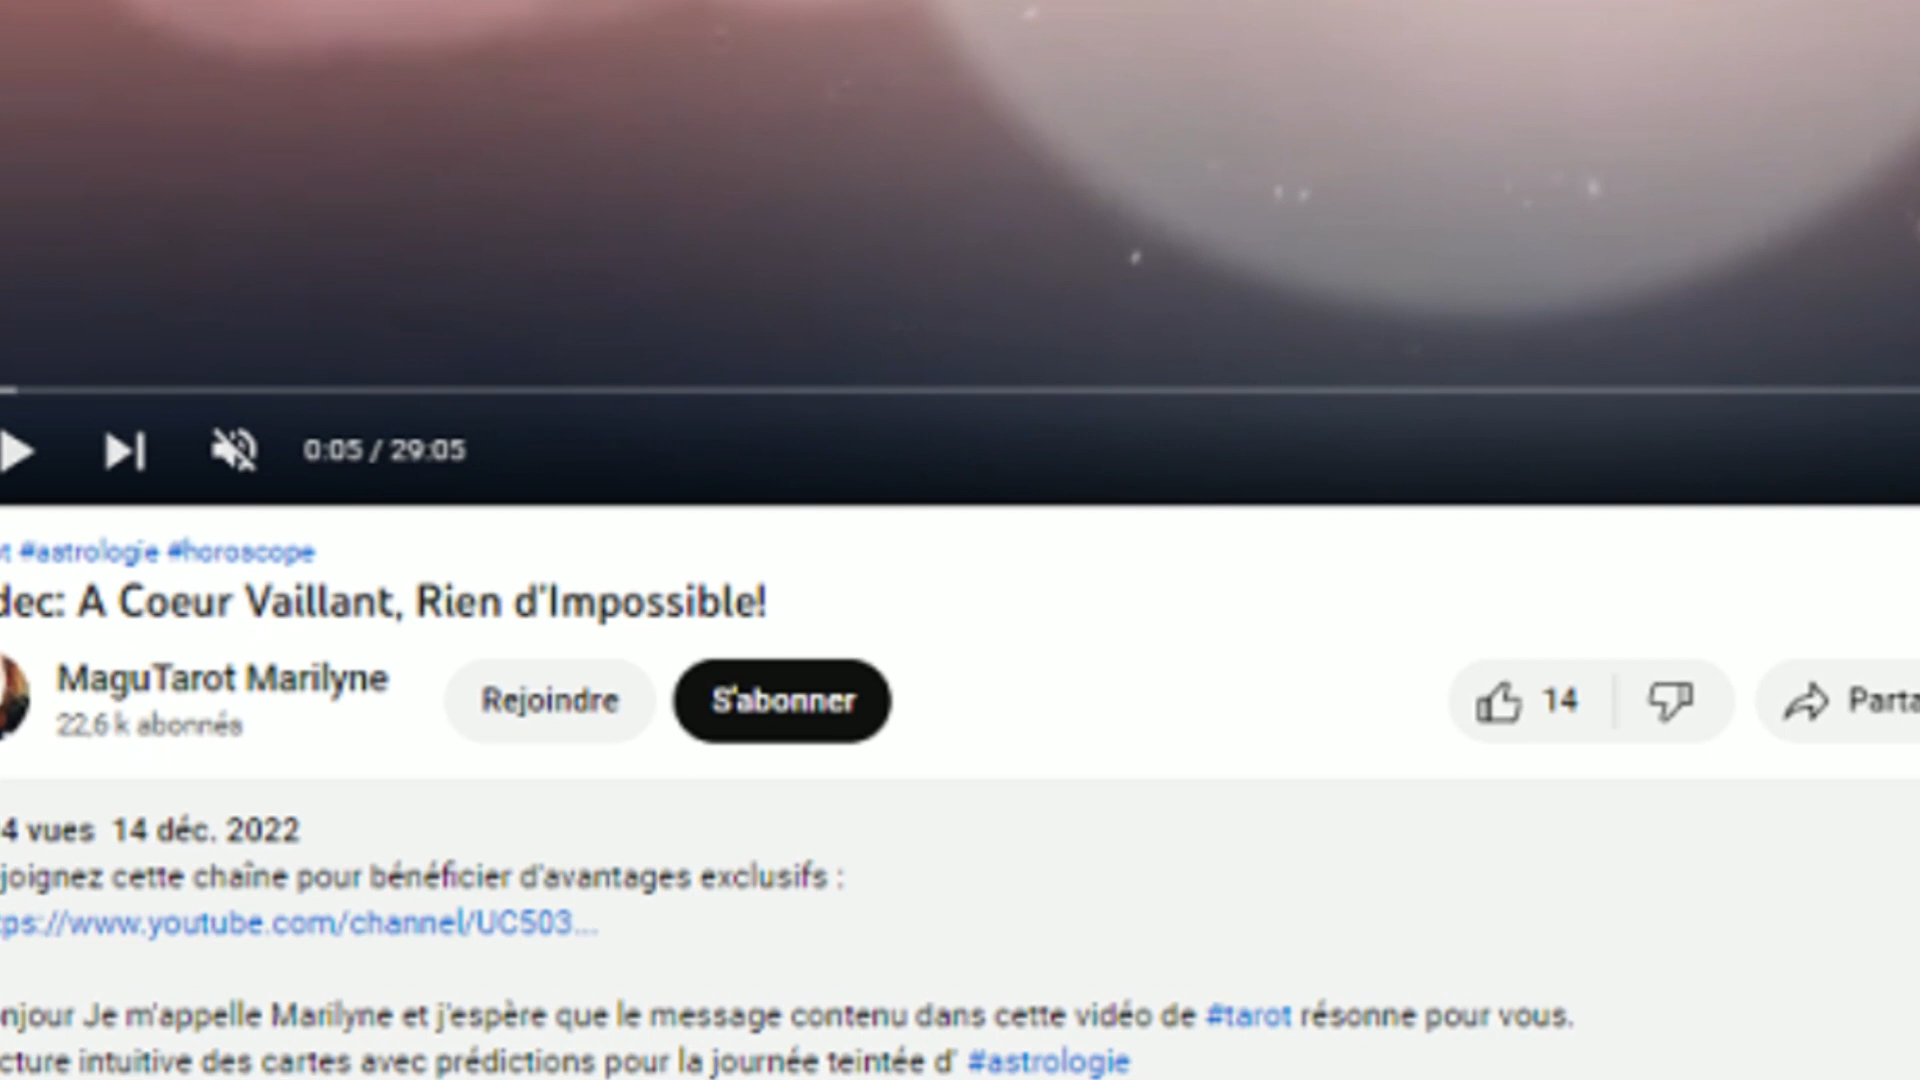 0:05 / 29:05
#astrologie #horoscope
dec: A Coeur Vaillant, Rien d'Impossible!
MaguTarot Marilyne
Rejoindre
S'abonner
14
22,6 k abonnés
4 vues 14 déc. 2022
joignez cette chaîne pour bénéficier d'avantages exclusifs :
tps://www.youtube.com/channel/UC503...
njour Je m'appelle Marilyne et j'espère que le message contenu dans cette vidéo de #tarot résonne pour vous.
cture intuitive des cartes avec prédictions pour la journée teintée d' #astrologie